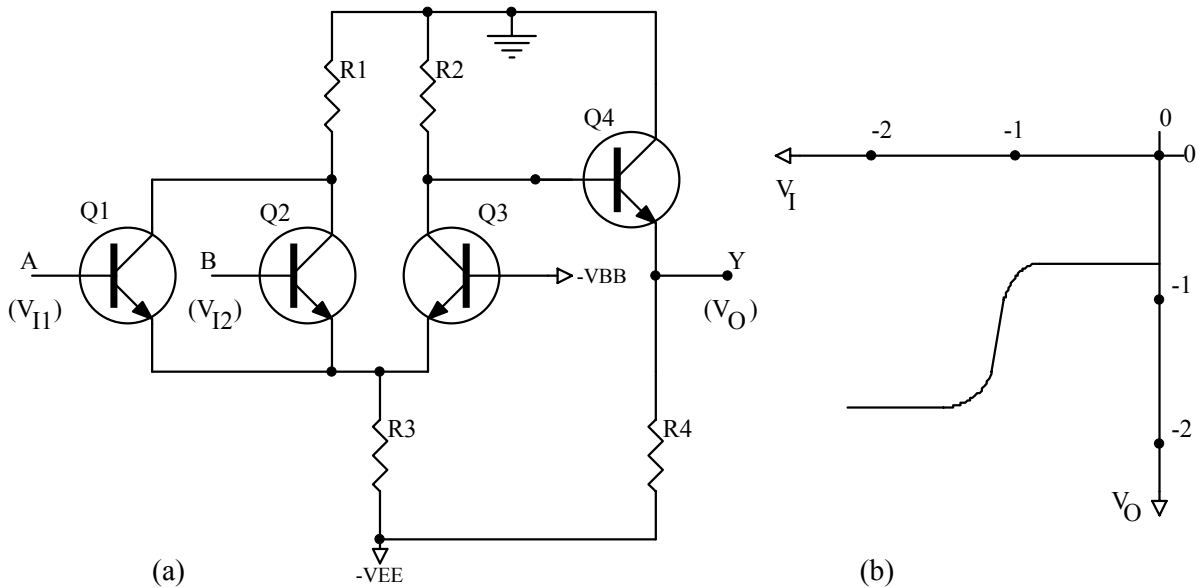 R1
R2
Q4
Q1
Q2
Q3
A
B
-VBB
Y
(V_I1)
(V_I2)
(V_O)
R3
R4
-VEE
(a)
0
-2
-1
0
V_I
-1
-2
V_O
(b)